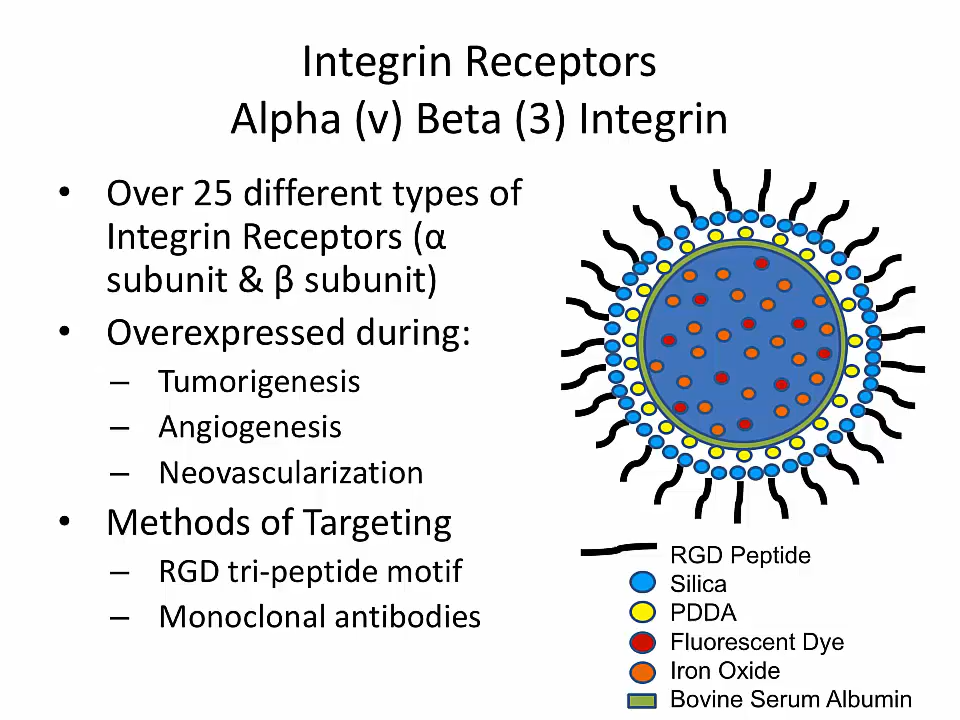 Integrin Receptors
Alpha (v) Beta (3) Integrin
• Over 25 different types of
Integrin Receptors (α
subunit & β subunit)
• Overexpressed during:
– Tumorigenesis
– Angiogenesis
– Neovascularization
• Methods of Targeting
– RGD tri-peptide motif
– Monoclonal antibodies
RGD Peptide
Silica
PDDA
Fluorescent Dye
Iron Oxide
Bovine Serum Albumin